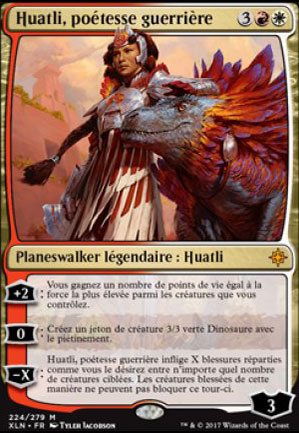 Huatli, poétesse guerrière 3
Planeswalker légendaire : Huatli
+2 Vous gagnez un nombre de points de vie égal à la
force la plus élevée parmi les créatures que vous
contrôlez.
0 Créez un jeton de créature 3/3 verte Dinosaure avec
le piétinement.
-X Huatli, poétesse guerrière inflige X blessures réparties
comme vous le désirez entre n'importe quel nombre
de créatures ciblées. Les créatures blessées de cette
manière ne peuvent pas bloquer ce tour-ci.
3
224/279 M
XLN • FR Tyler Jacobson
™ & © 2017 Wizards of the Coast